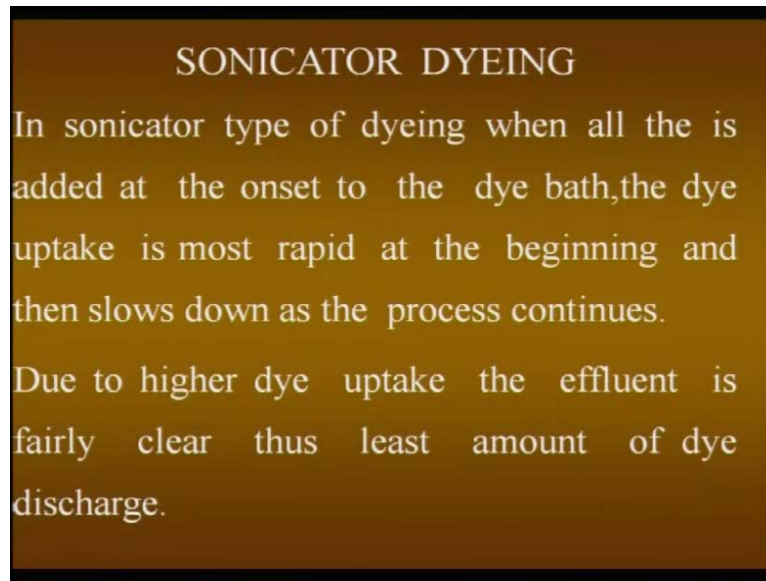 SONICATOR DYEING
In sonicator type of dyeing when all the is
added at the onset to the dye bath,the dye
uptake is most rapid at the beginning and
then slows down as the process continues.
Due to higher dye uptake the effluent is
fairly clear thus least amount of dye
discharge.